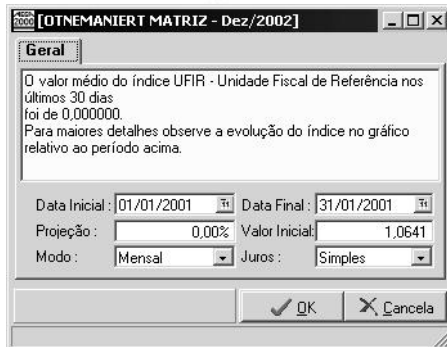 [OTNEMANIERT MATRIZ - Dez/2002]
Geral
O valor médio do índice UFIR - Unidade Fiscal de Referência nos
últimos 30 dias
foi de 0,000000.
Para maiores detalhes observe a evolução do índice no gráfico
relativo ao período acima.
Data Inicial : 01/01/2001 Data Final : 31/01/2001
Projeção : 0,00% Valor Inicial: 1,0641
Modo : Mensal Juros : Simples
OK Cancela